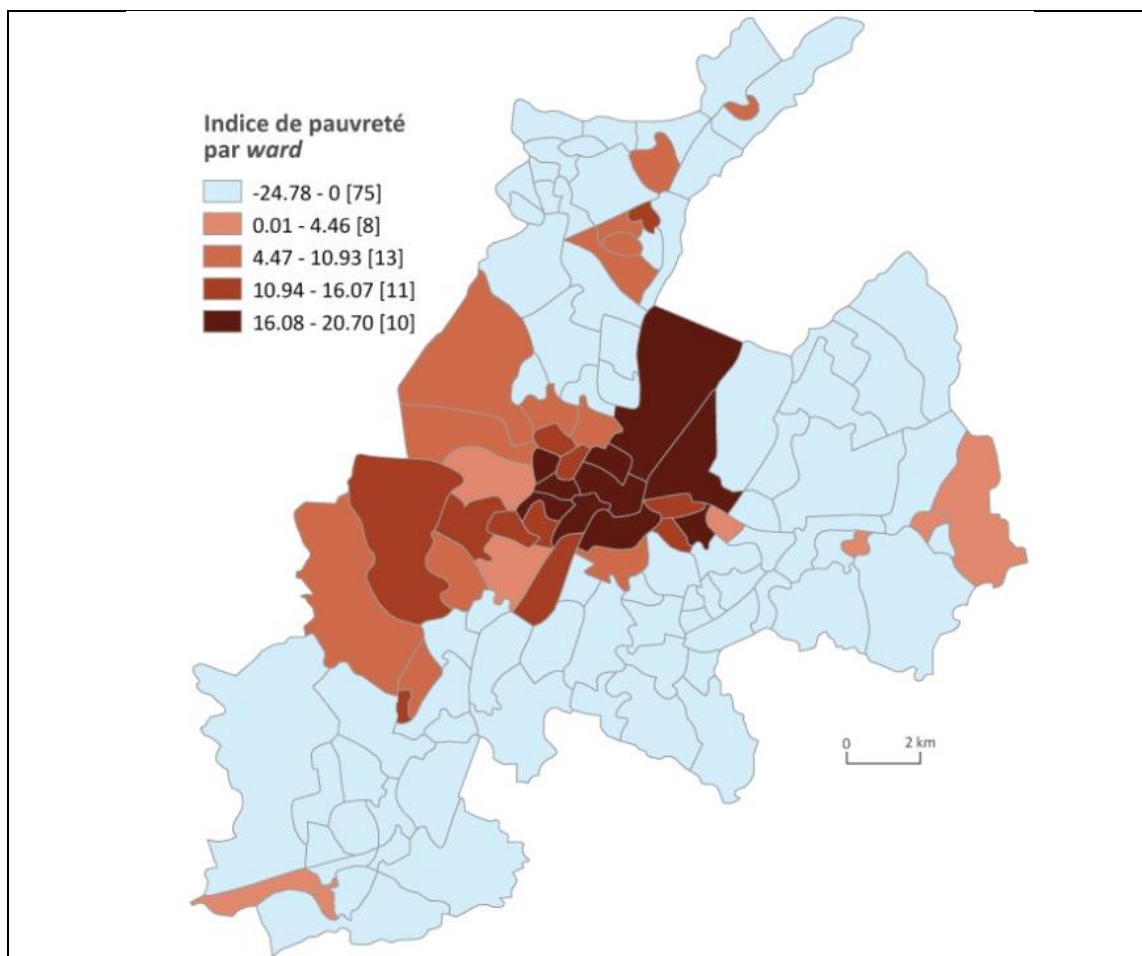 Indice de pauvreté
par ward
-24.78 - 0 [75]
0.01 - 4.46 [8]
4.47 - 10.93 [13]
10.94 - 16.07 [11]
16.08 - 20.70 [10]
0 2 km